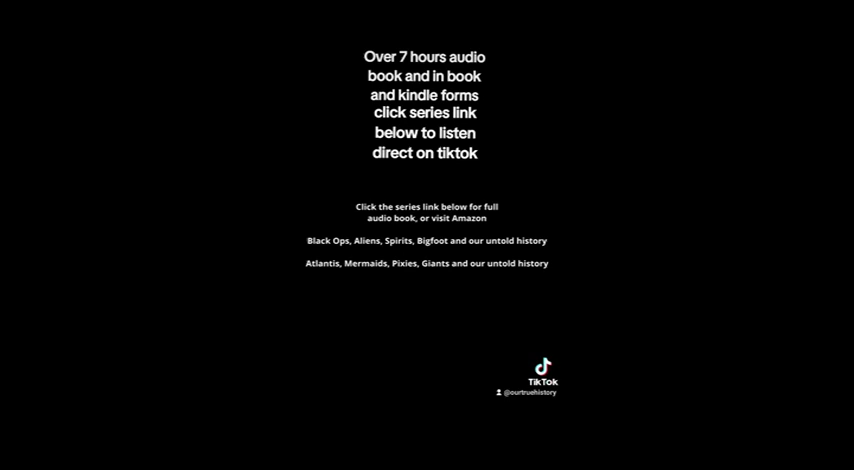 Over 7 hours audio
book and in book
and kindle forms
click series link
below to listen
direct on tiktok
Click the series link below for full
audio book, or visit Amazon
Black Ops, Aliens, Spirits, Bigfoot and our untold history
Atlantis, Mermaids, Pixies, Giants and our untold history
TikTok
@ourtruehistory